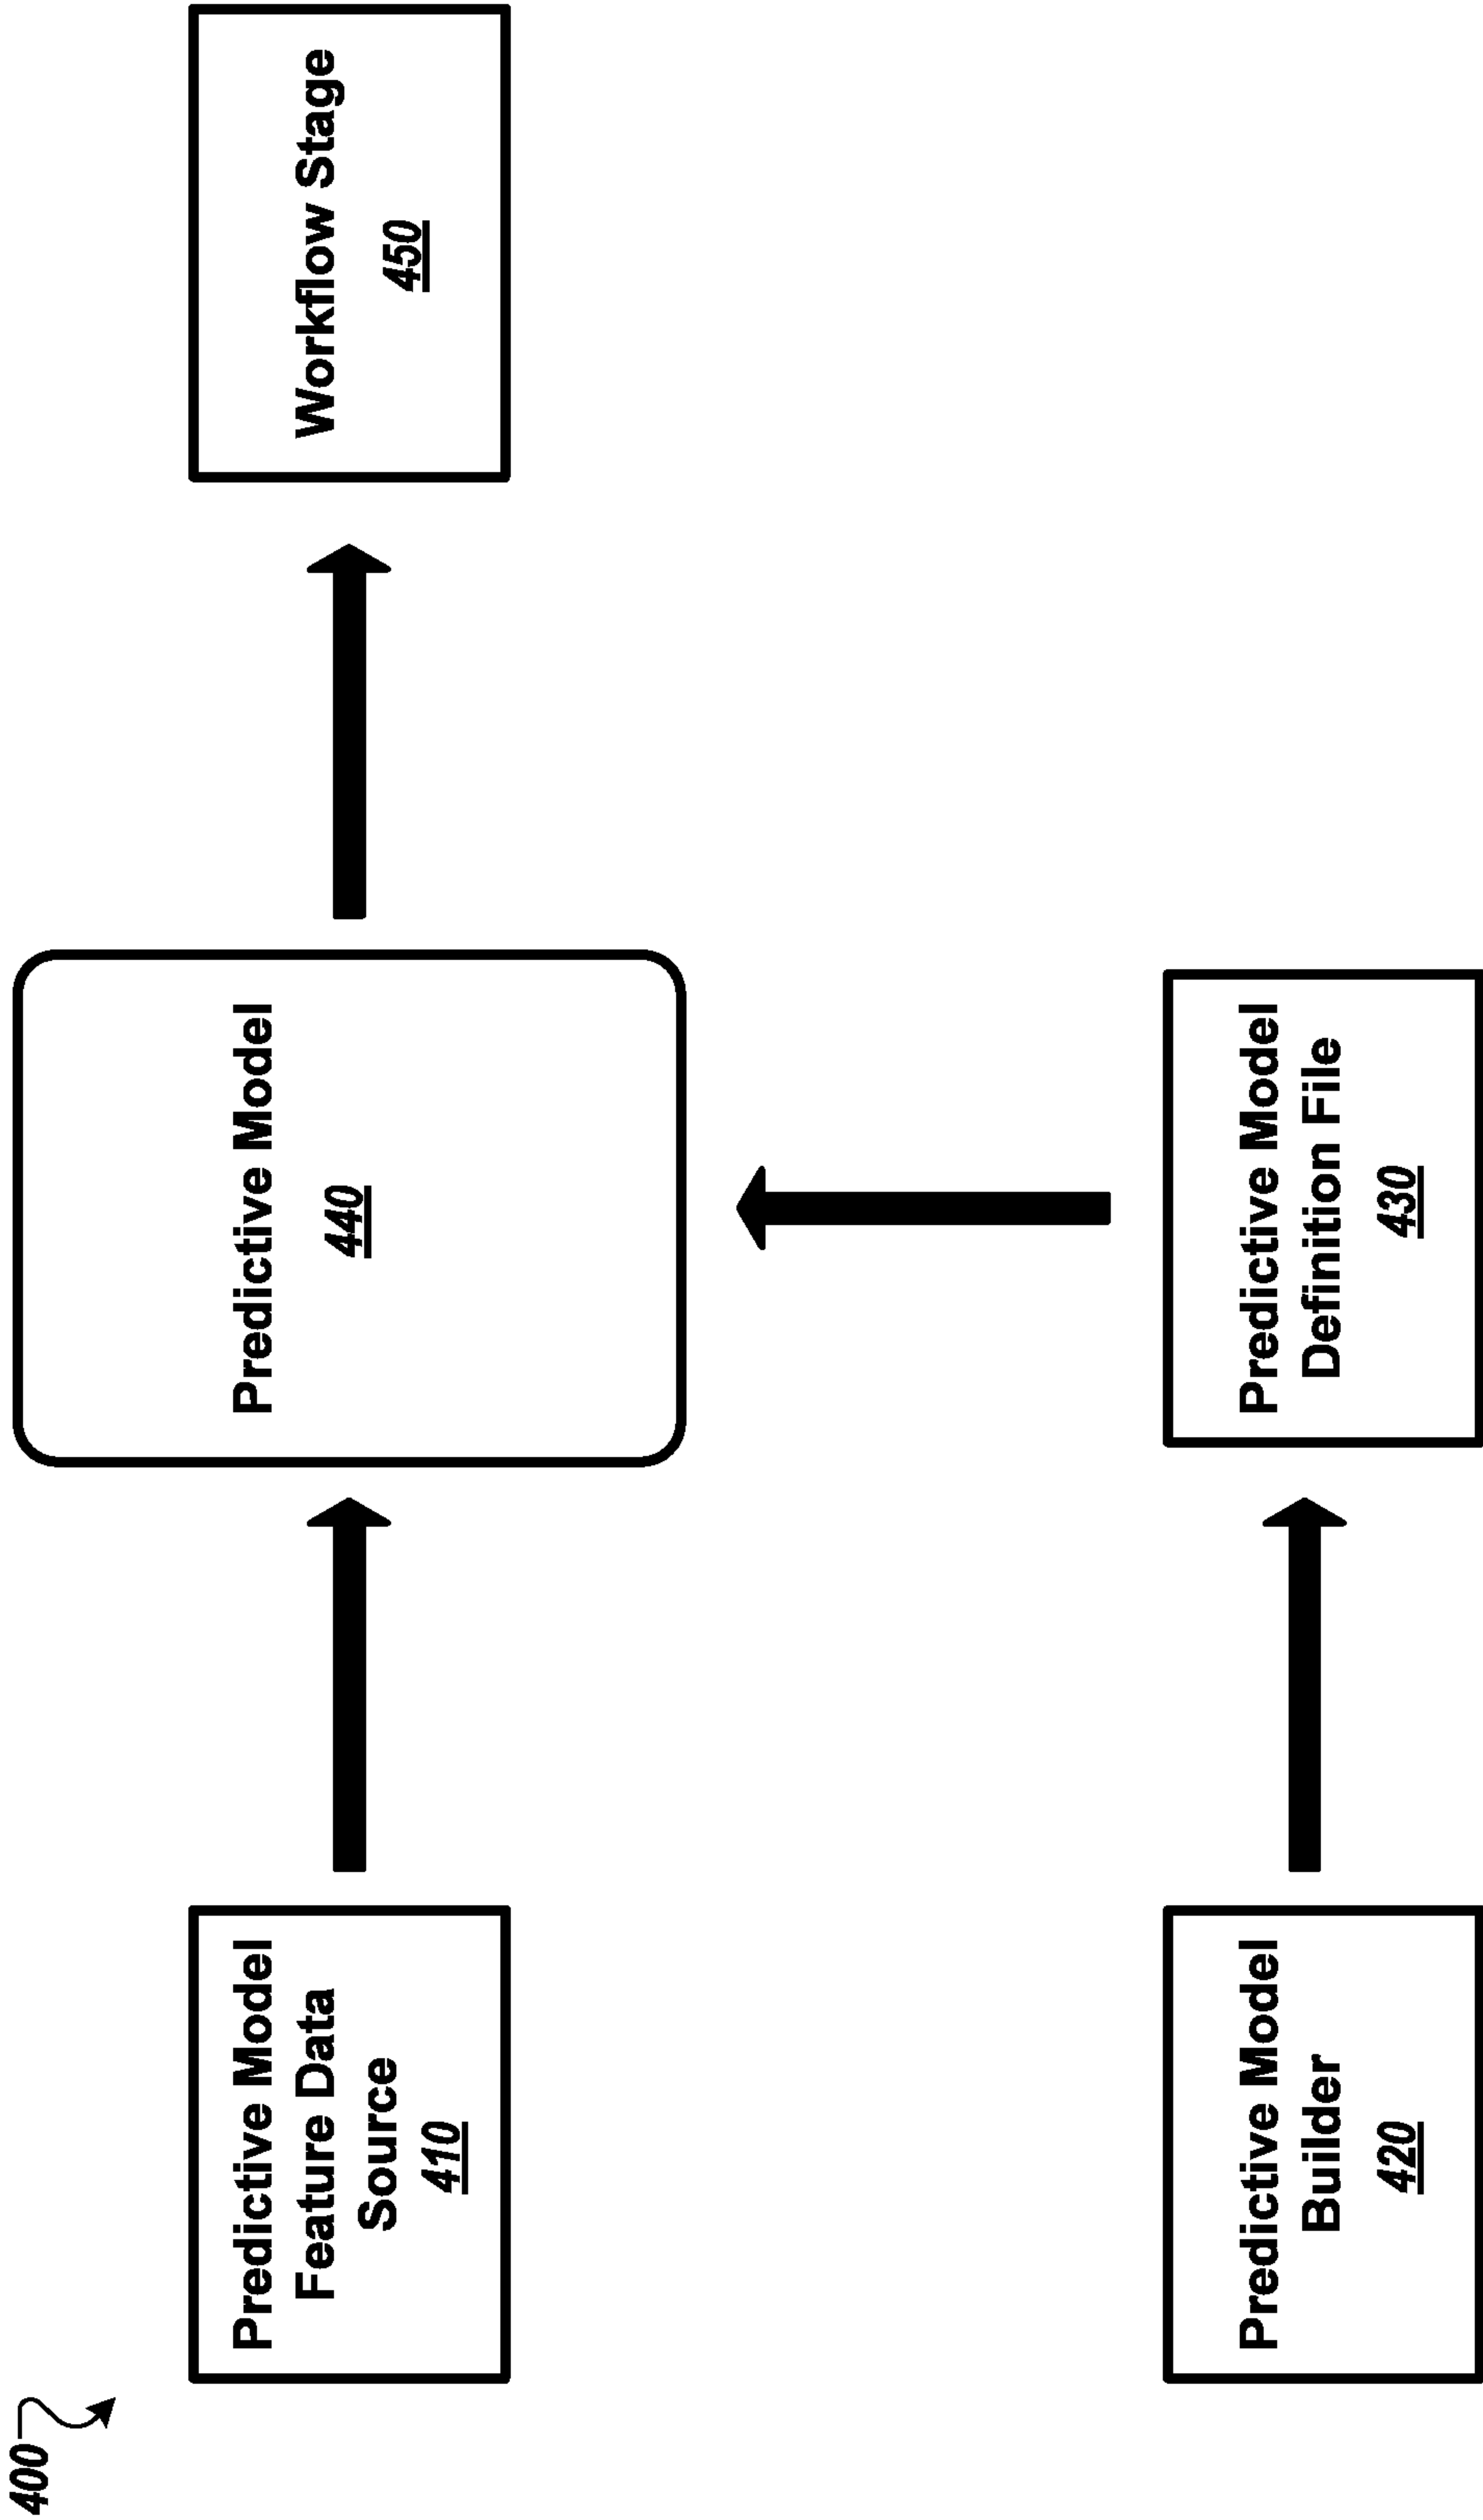 400
Predictive Model
Feature Data
Source
410
Predictive Model
440
Workflow Stage
450
Predictive Model
Builder
420
Predictive Model
Definition File
430